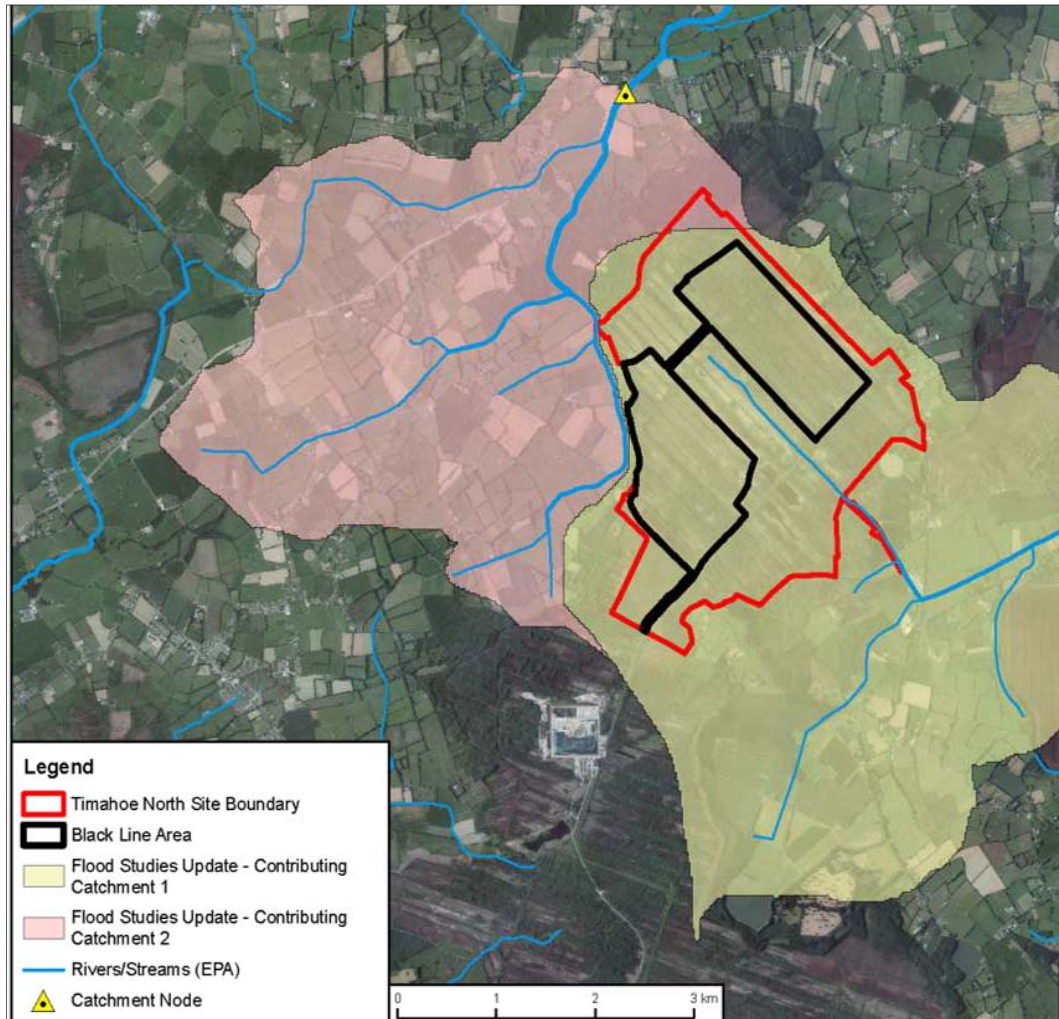 Legend
Timahoe North Site Boundary
Black Line Area
Flood Studies Update - Contributing
Catchment 1
Flood Studies Update - Contributing
Catchment 2
Rivers/Streams (EPA)
Catchment Node
0 1 2 3 km